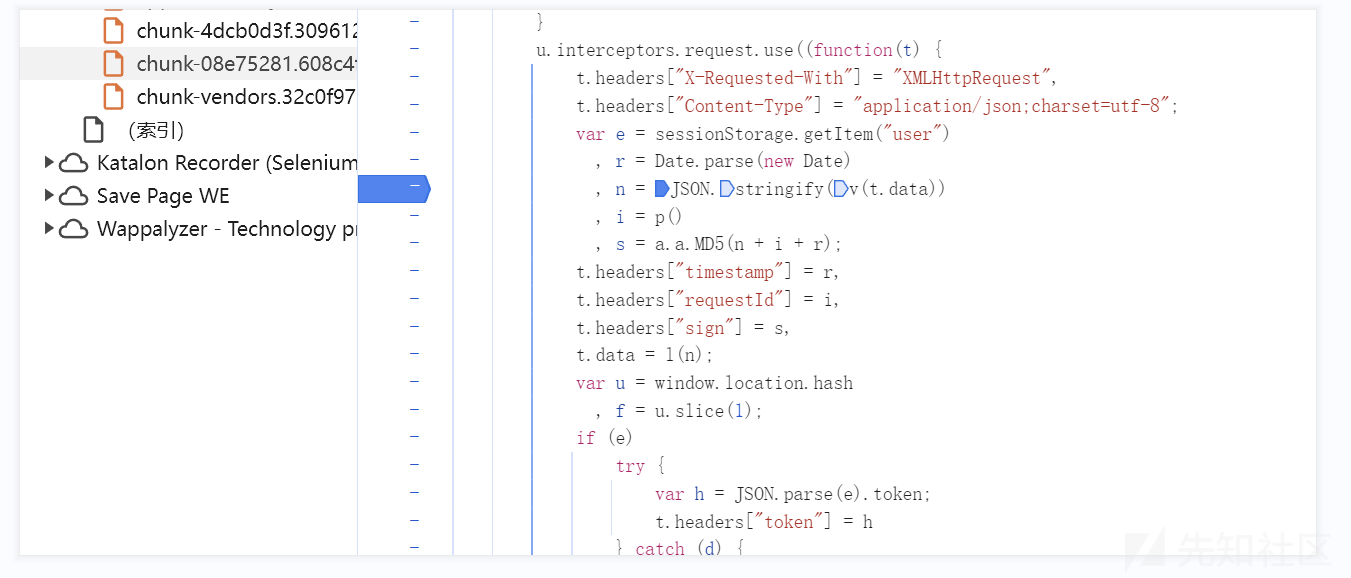 chunk-4dcb0d3f.309612
chunk-08e75281.608c4
chunk-vendors.32c0f97
(索引)
Katalon Recorder (Selenium
Save Page WE
Wappalyzer - Technology p
}
u.interceptors.request.use((function(t) {
t.headers["X-Requested-With"] = "XMLHttpRequest",
t.headers["Content-Type"] = "application/json;charset=utf-8";
var e = sessionStorage.getItem("user")
, r = Date.parse(new Date)
, n = JSON.stringify(v(t.data))
, i = p()
, s = a.a.MD5(n + i + r);
t.headers["timestamp"] = r,
t.headers["requestId"] = i,
t.headers["sign"] = s,
t.data = l(n);
var u = window.location.hash
, f = u.slice(1);
if (e)
try {
var h = JSON.parse(e).token;
t.headers["token"] = h
} catch (d) {
先知社区